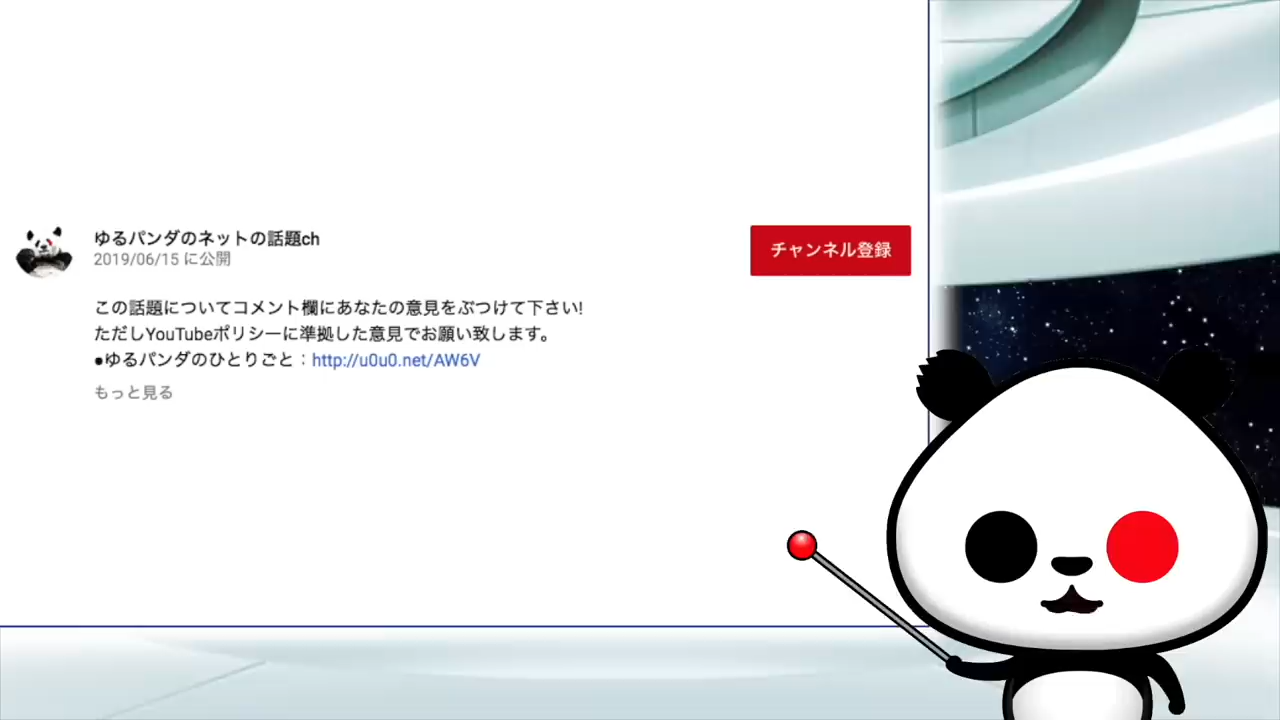 ゆるパンダのネットの話題ch
2019/06/15 に公開
チャンネル登録
この話題についてコメント欄にあなたの意見をぶつけて下さい!
ただしYouTubeポリシーに準拠した意見でお願い致します。
●ゆるパンダのひとりごと：http://u0u0.net/AW6V
もっと見る